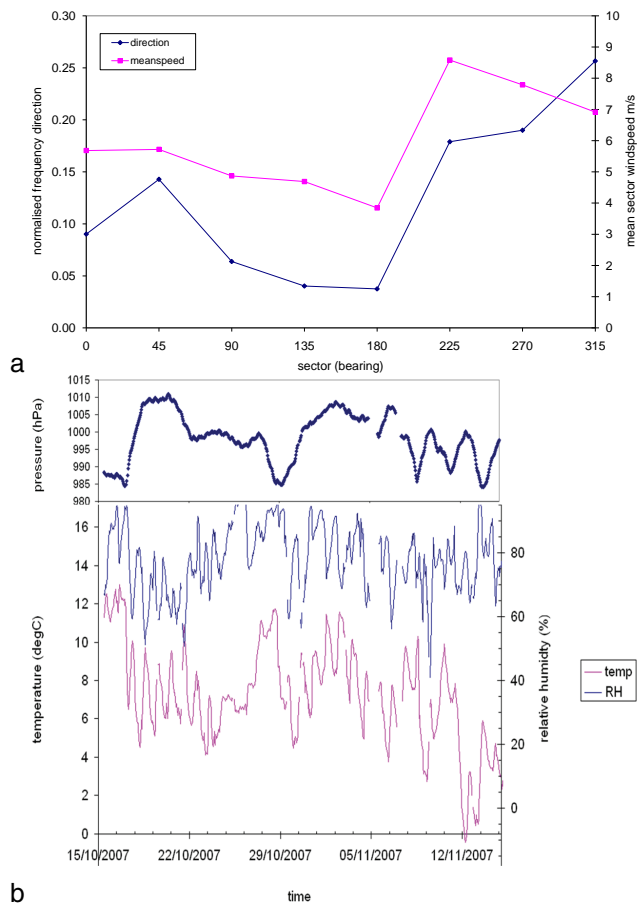 0.30
0.25
0.20
0.15
0.10
0.05
0.00
normalised frequency direction
direction
meanspeed
10
9
8
7
6
5
4
3
2
1
0
mean sector windspeed m/s
0 45 90 135 180 225 270 315
sector (bearing)
a
1015
1010
1005
1000
995
990
985
980
pressure (hPa)
16
14
12
10
8
6
4
2
0
temperature (degC)
80
60
40
20
0
relative humidty (%)
temp
RH
15/10/2007 22/10/2007 29/10/2007 05/11/2007 12/11/2007
time
b